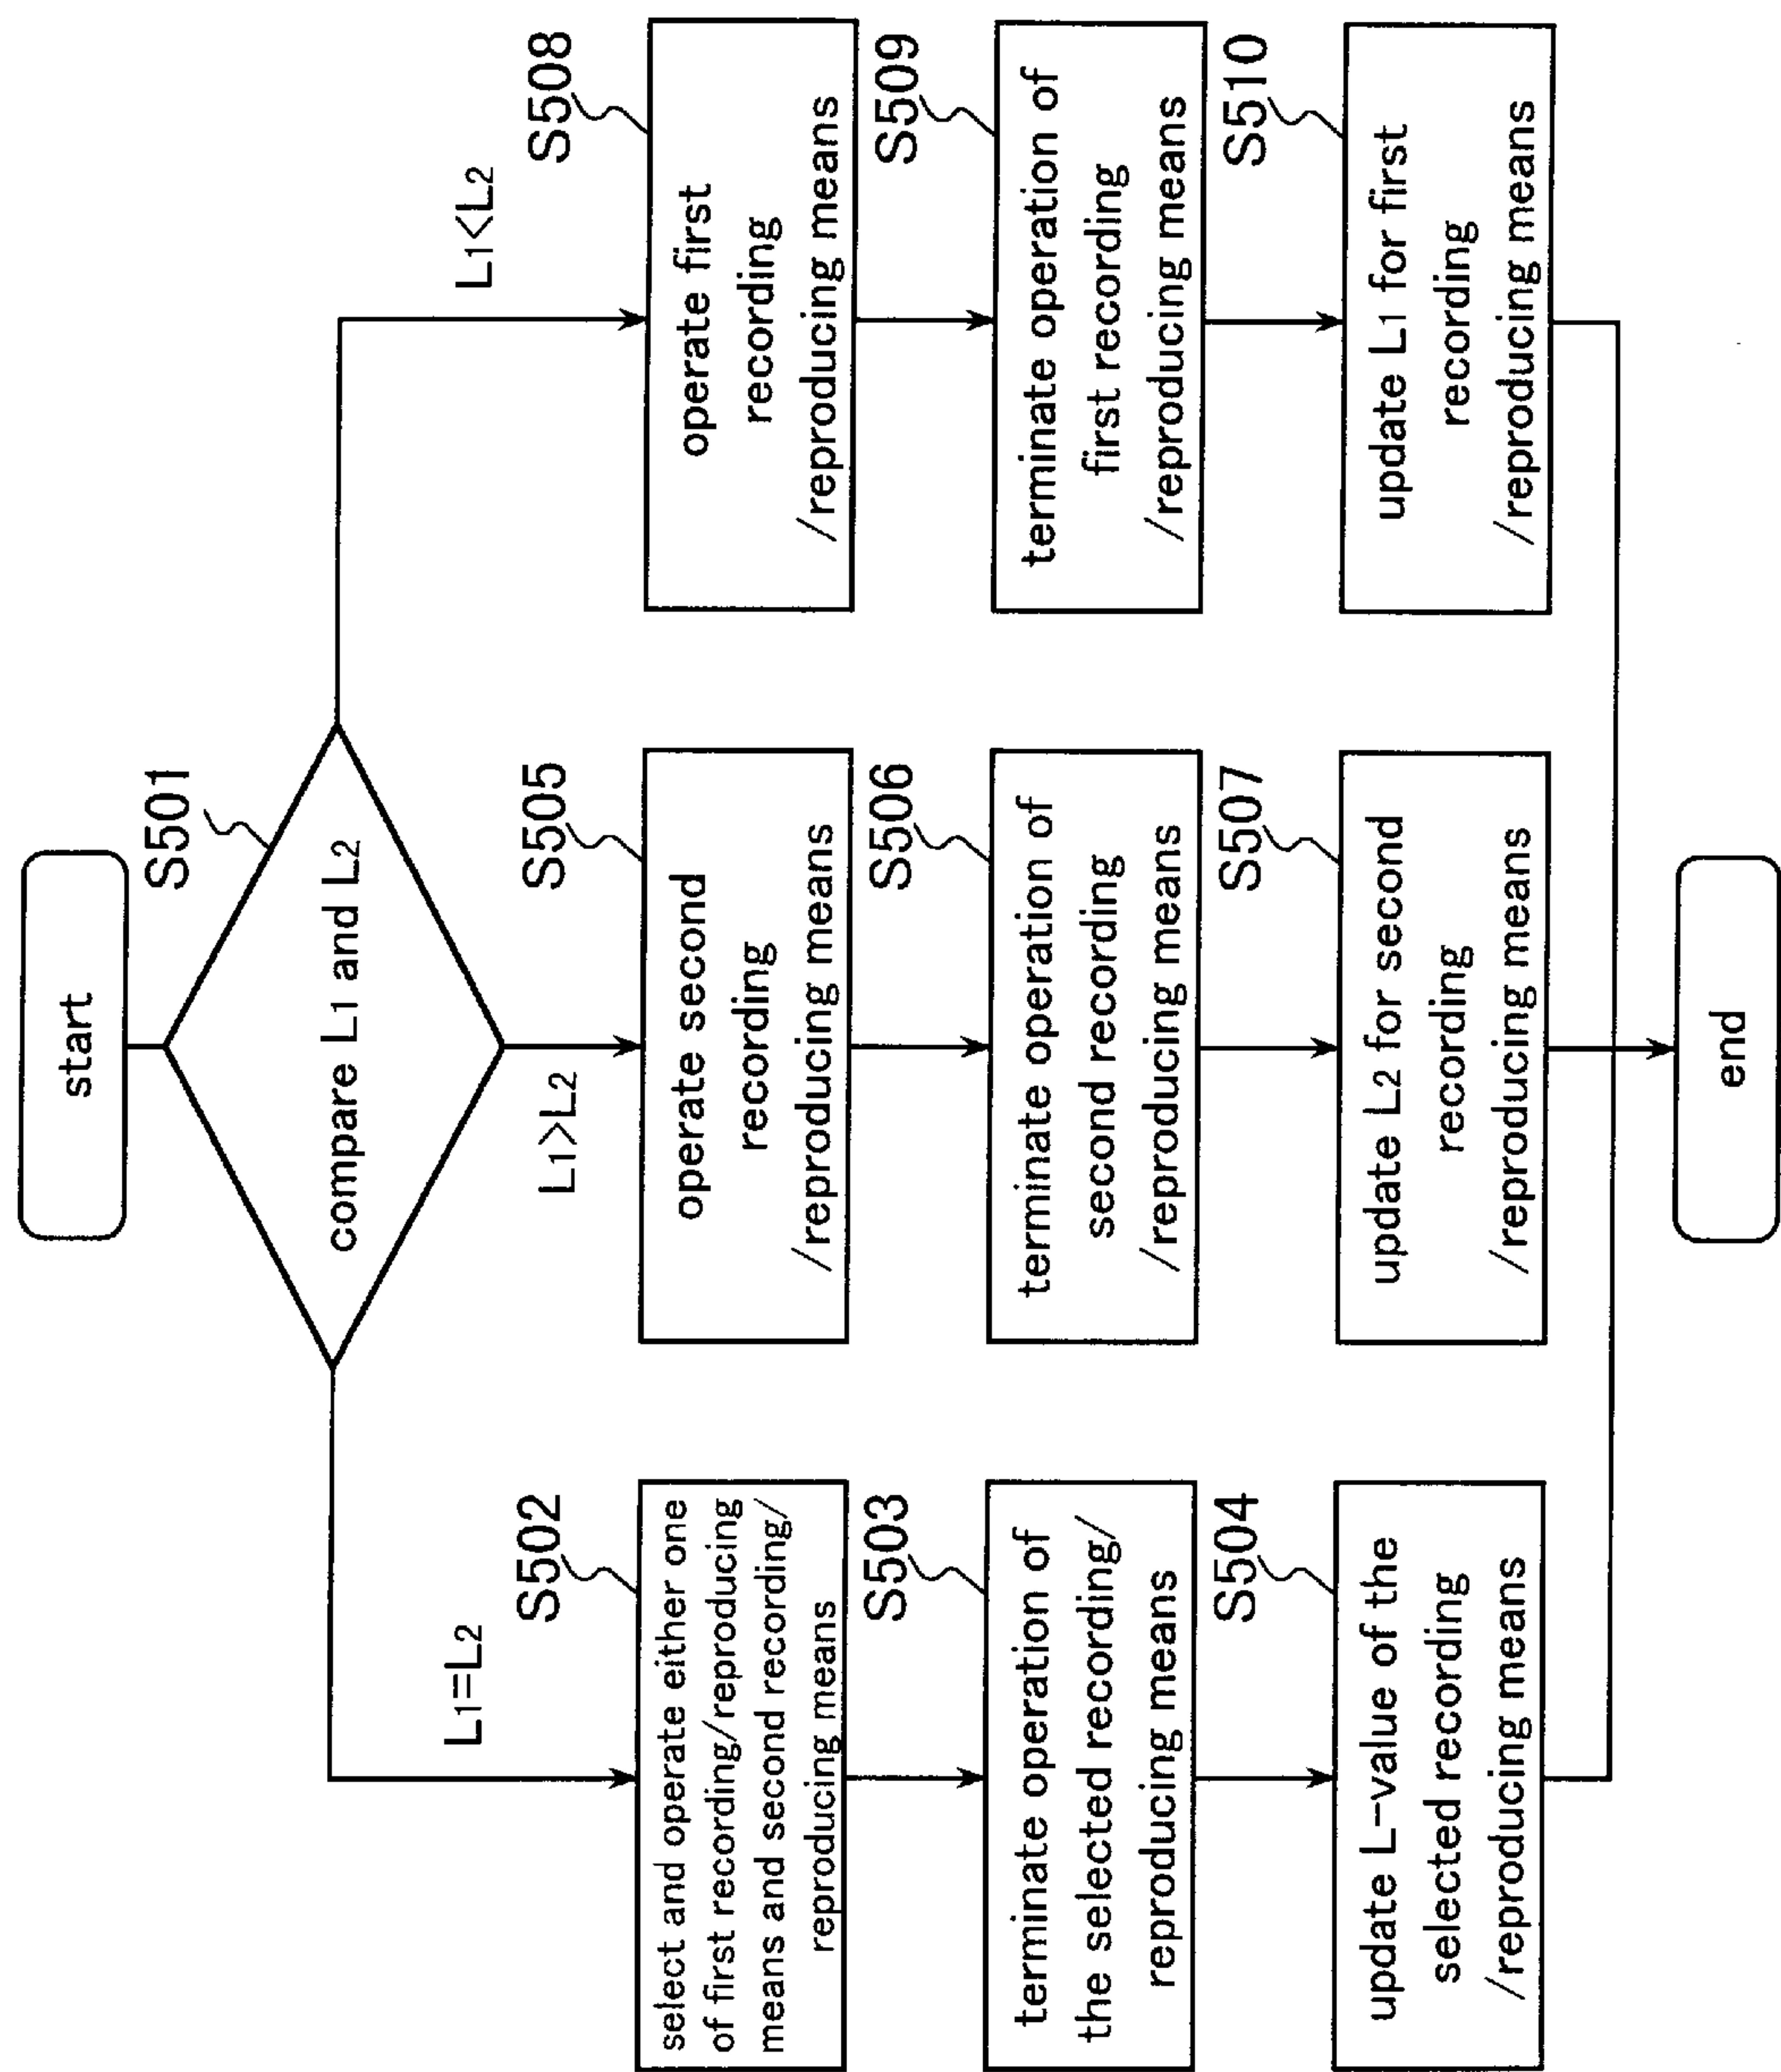 start
S501
compare L1 and L2
L1=L2
L1>L2
L1<L2
S502
select and operate either one
of first recording/reproducing
means and second recording/
reproducing means
S503
terminate operation of
the selected recording/
reproducing means
S504
update L-value of the
selected recording
/reproducing means
S505
operate second
recording
/reproducing means
S506
terminate operation of
second recording
/reproducing means
S507
update L2 for second
recording
/reproducing means
S508
operate first
recording
/reproducing means
S509
terminate operation of
first recording
/reproducing means
S510
update L1 for first
recording
/reproducing means
end